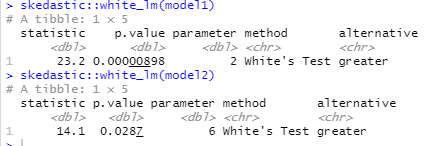 > skedastic::white_lm(model1)
# A tibble: 1 × 5
statistic p.value parameter method alternative
<dbl> <dbl> <dbl> <chr> <chr>
1 23.2 0.00000898 2 White's Test greater
> skedastic::white_lm(model2)
# A tibble: 1 × 5
statistic p.value parameter method alternative
<dbl> <dbl> <dbl> <chr> <chr>
1 14.1 0.0287 6 White's Test greater
>